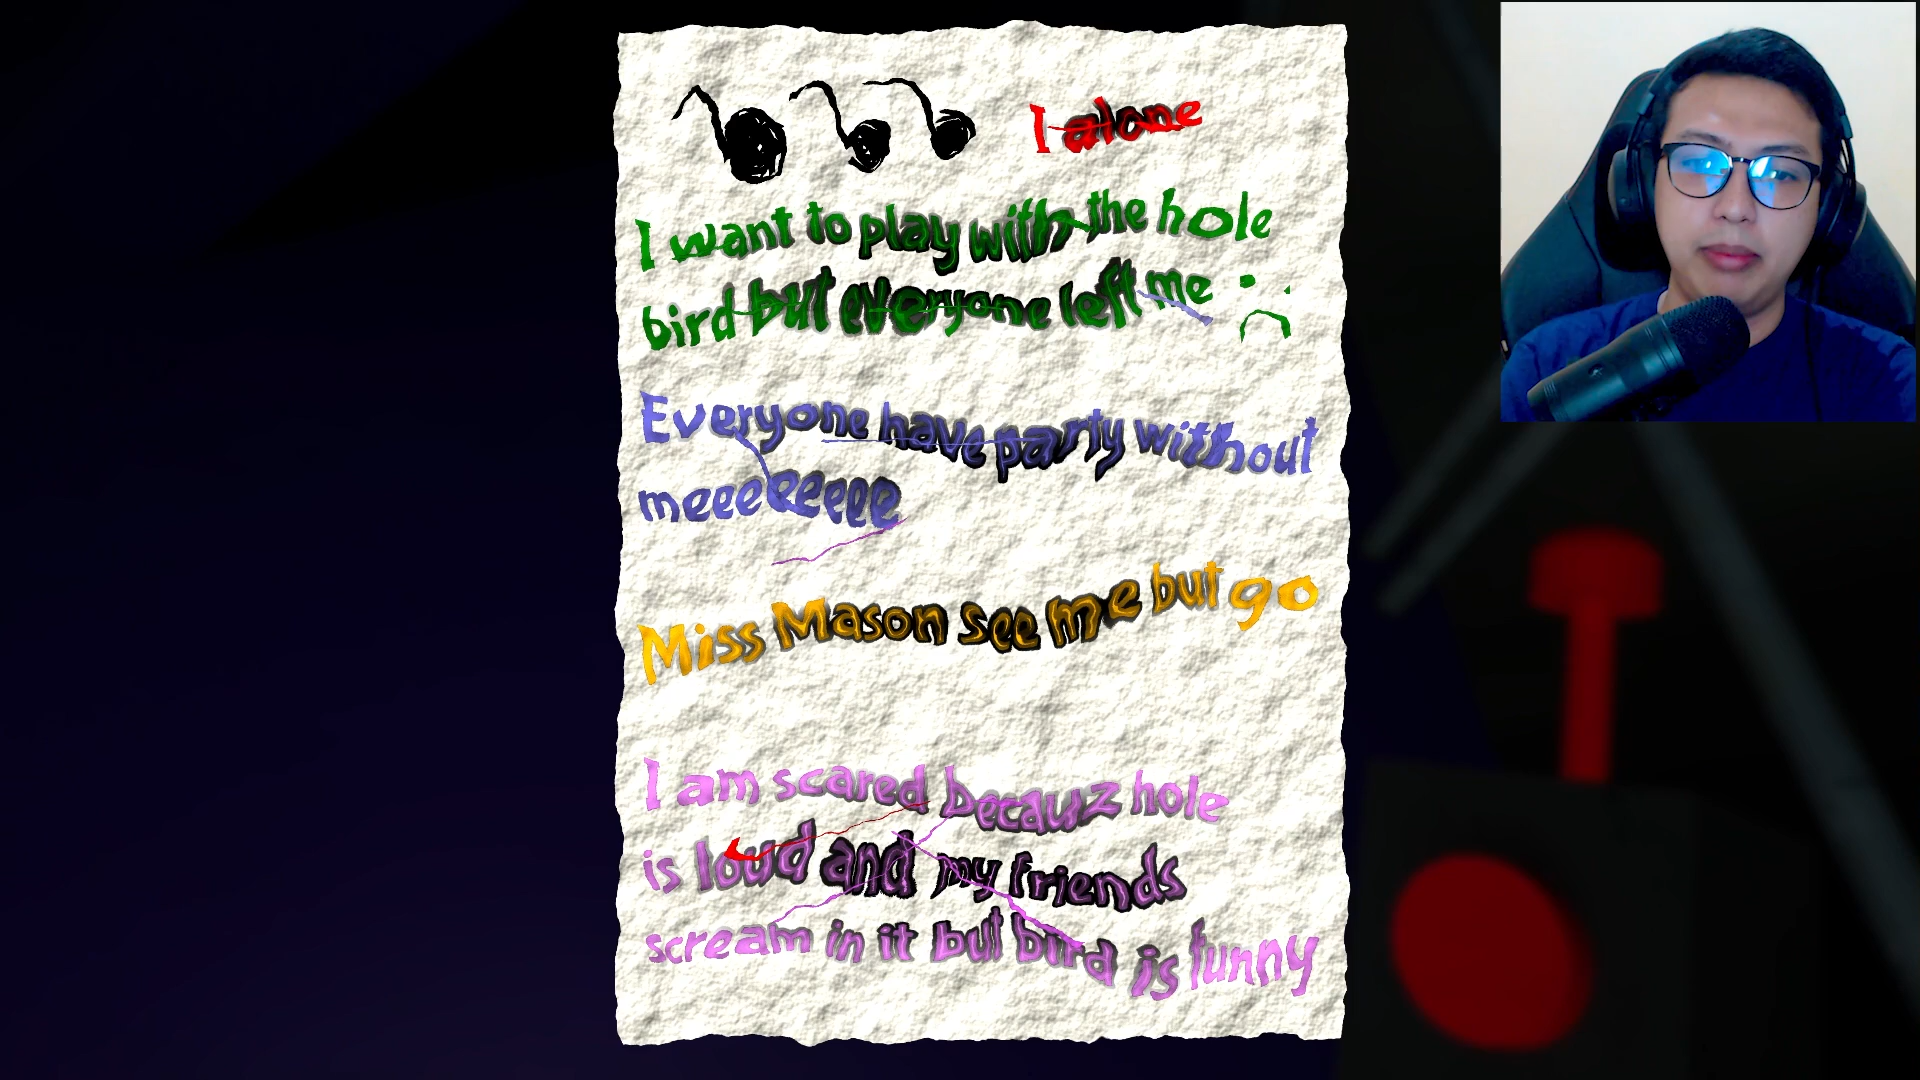 I alone
I want to play with the hole
bird but everyone left me :(
Everyone have party without
meeeeeeee
Miss Mason see me but go
I am scared becauz hole
is loud and my friends
scream in it but bird is funny